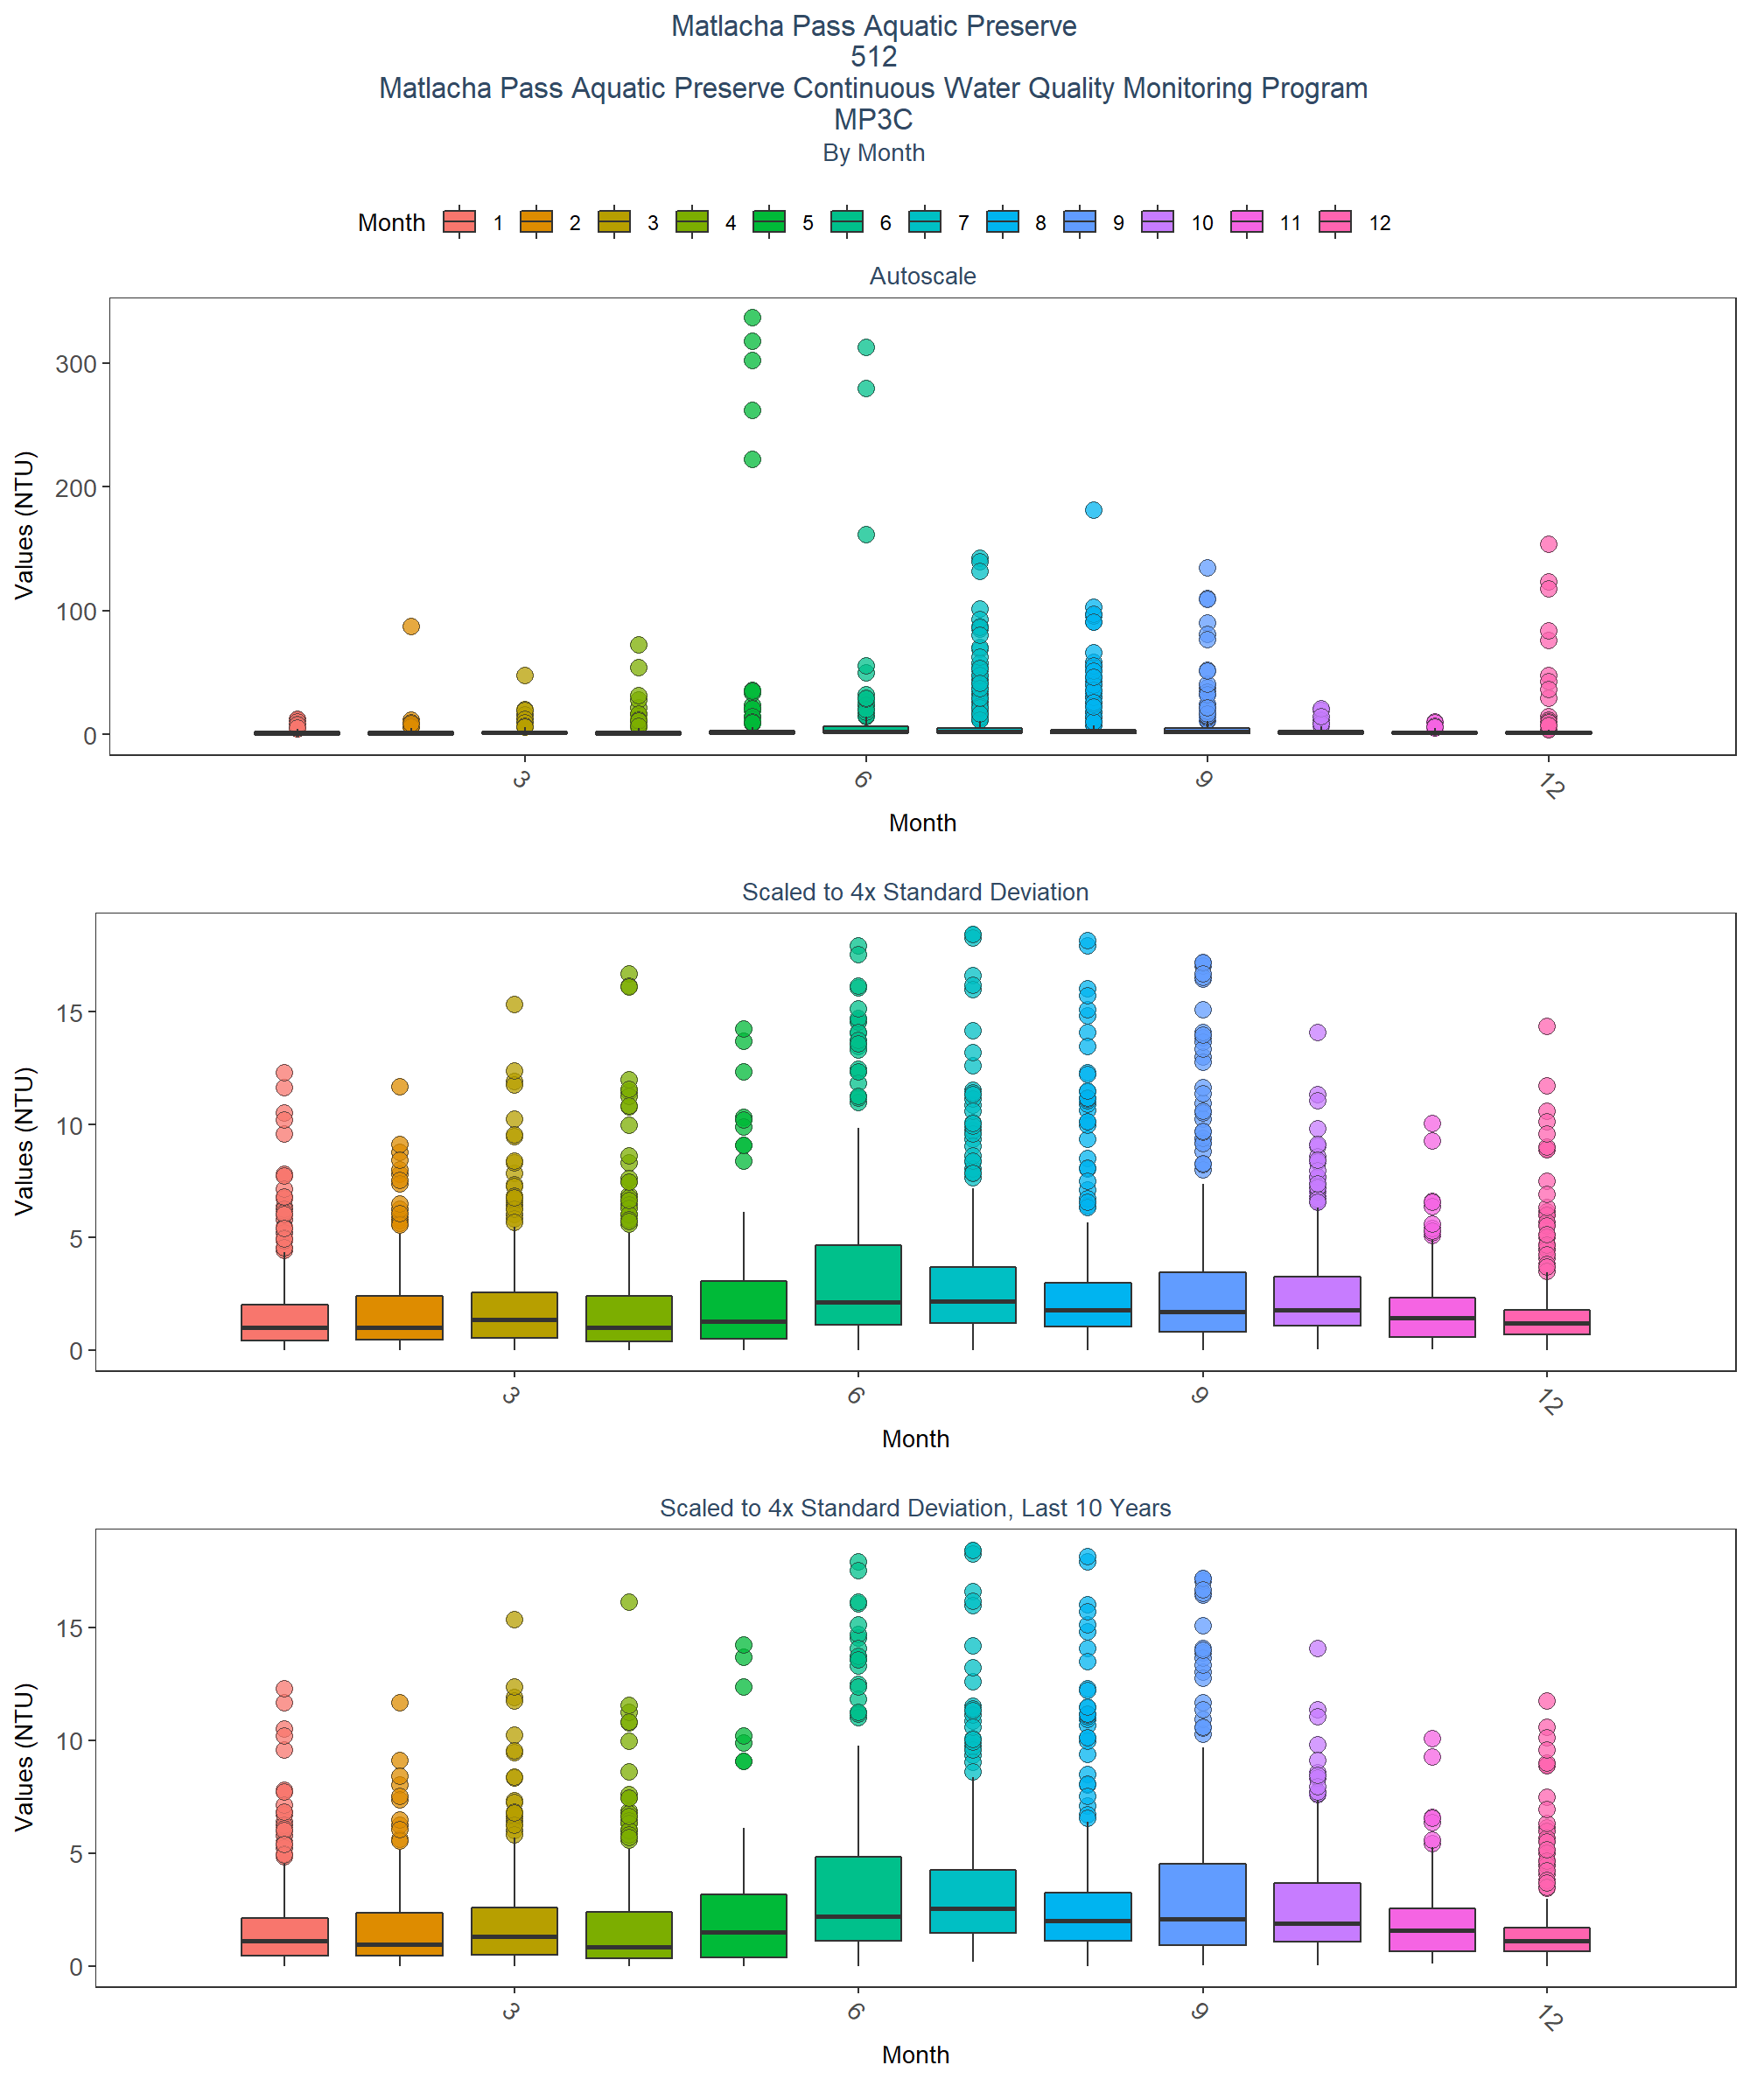 Matlacha Pass Aquatic Preserve
512
Matlacha Pass Aquatic Preserve Continuous Water Quality Monitoring Program
MP3C
By Month
Month 1 2 3 4 5 6 7 8 9 10 11 12
Autoscale
Values (NTU)
300
200
100
0
3 6 9 12
Month
Scaled to 4x Standard Deviation
Values (NTU)
15
10
5
0
3 6 9 12
Month
Scaled to 4x Standard Deviation, Last 10 Years
Values (NTU)
15
10
5
0
3 6 9 12
Month